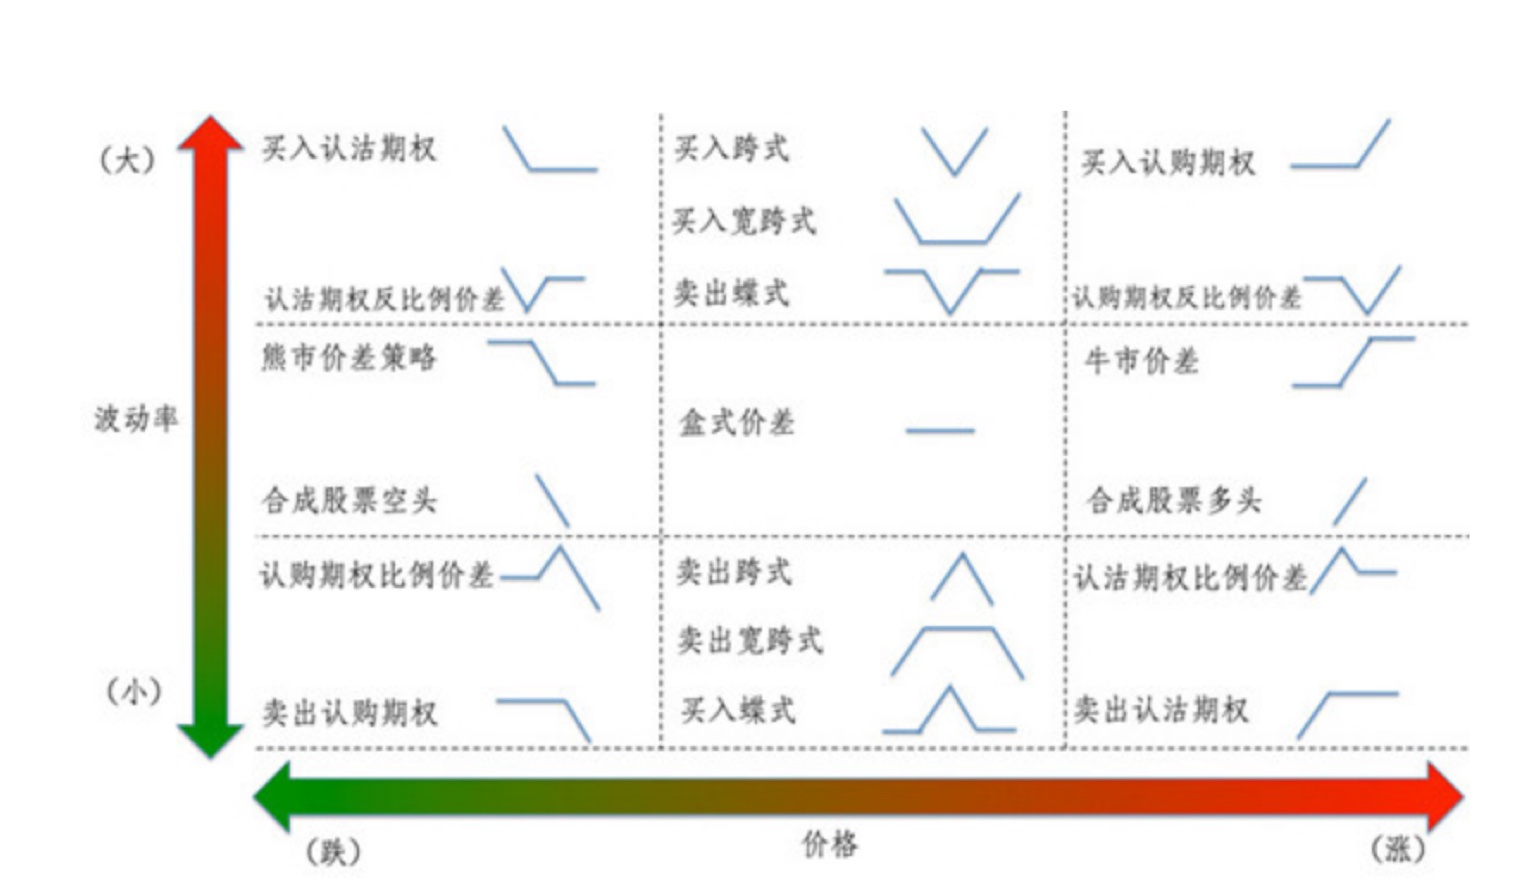 （大）
买入认沽期权
买入跨式
买入认购期权
买入宽跨式
认沽期权反比例价差
卖出蝶式
认购期权反比例价差
熊市价差策略
牛市价差
波动率
盒式价差
合成股票空头
合成股票多头
认购期权比例价差
卖出跨式
认沽期权比例价差
卖出宽跨式
（小）
卖出认购期权
买入蝶式
卖出认沽期权
（跌）
价格
（涨）